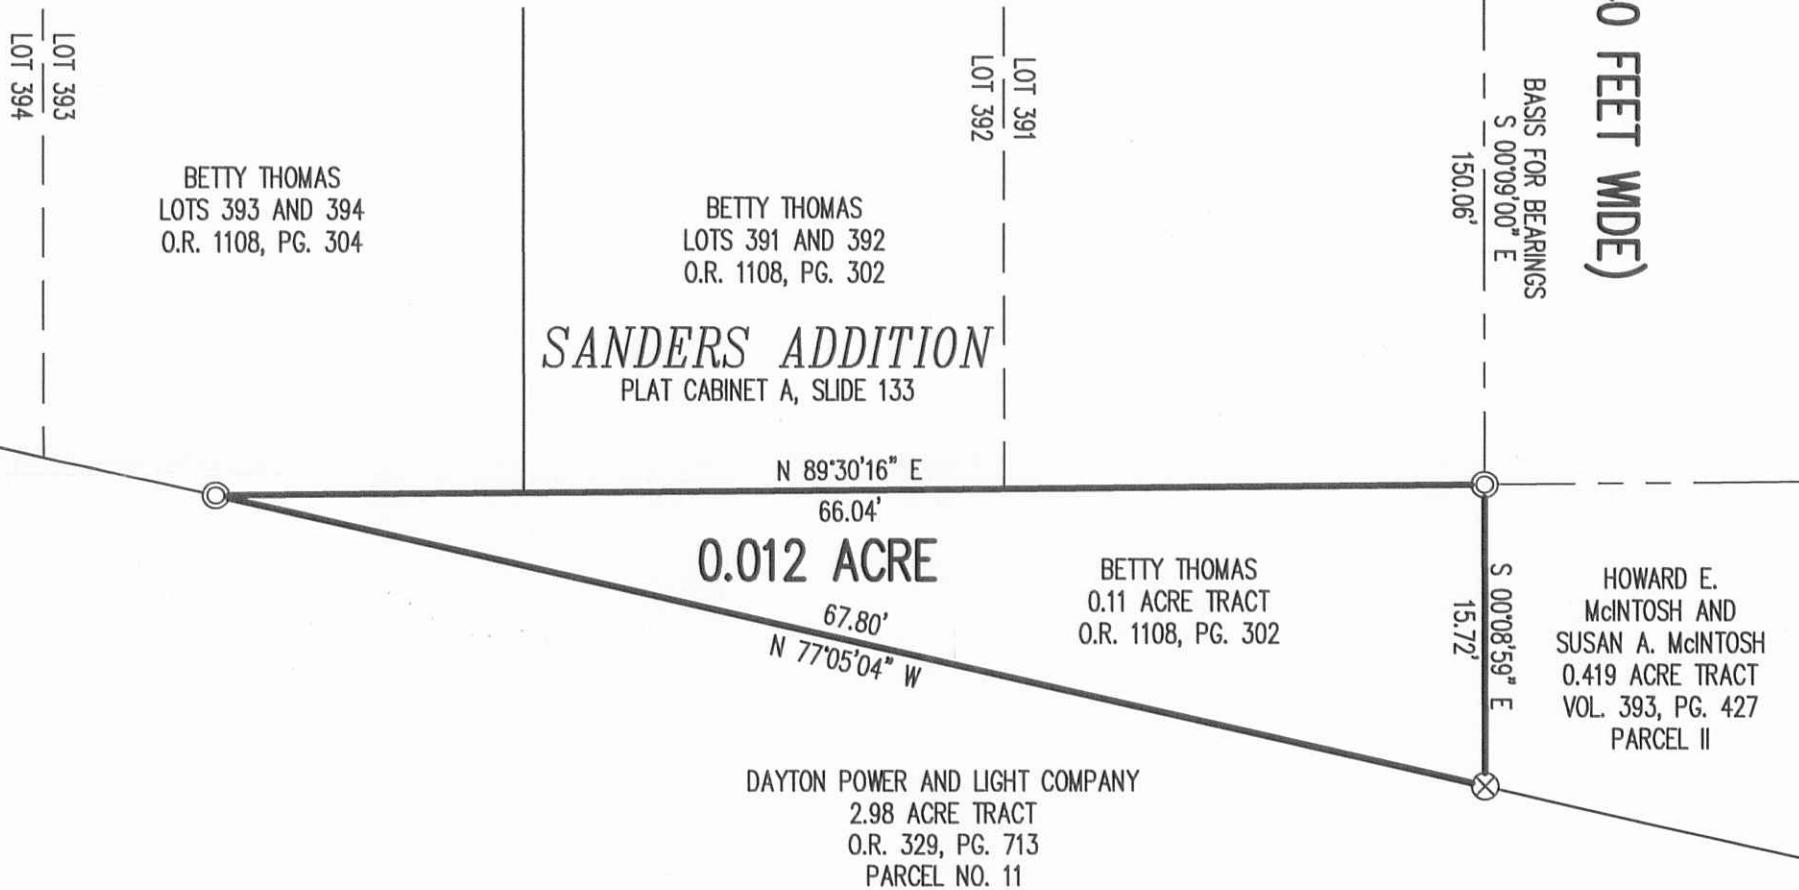 LOT 393
LOT 394
BETTY THOMAS
LOTS 393 AND 394
O.R. 1108, PG. 304
BETTY THOMAS
LOTS 391 AND 392
O.R. 1108, PG. 302
LOT 391
LOT 392
BASIS FOR BEARINGS
S 00°09'00" E
150.06'
0 FEET WIDE)
SANDERS ADDITION
PLAT CABINET A, SLIDE 133
N 89°30'16" E
66.04'
0.012 ACRE
67.80'
N 77°05'04" W
BETTY THOMAS
0.11 ACRE TRACT
O.R. 1108, PG. 302
S 00°08'59" E
15.72'
HOWARD E.
McINTOSH AND
SUSAN A. McINTOSH
0.419 ACRE TRACT
VOL. 393, PG. 427
PARCEL II
DAYTON POWER AND LIGHT COMPANY
2.98 ACRE TRACT
O.R. 329, PG. 713
PARCEL NO. 11